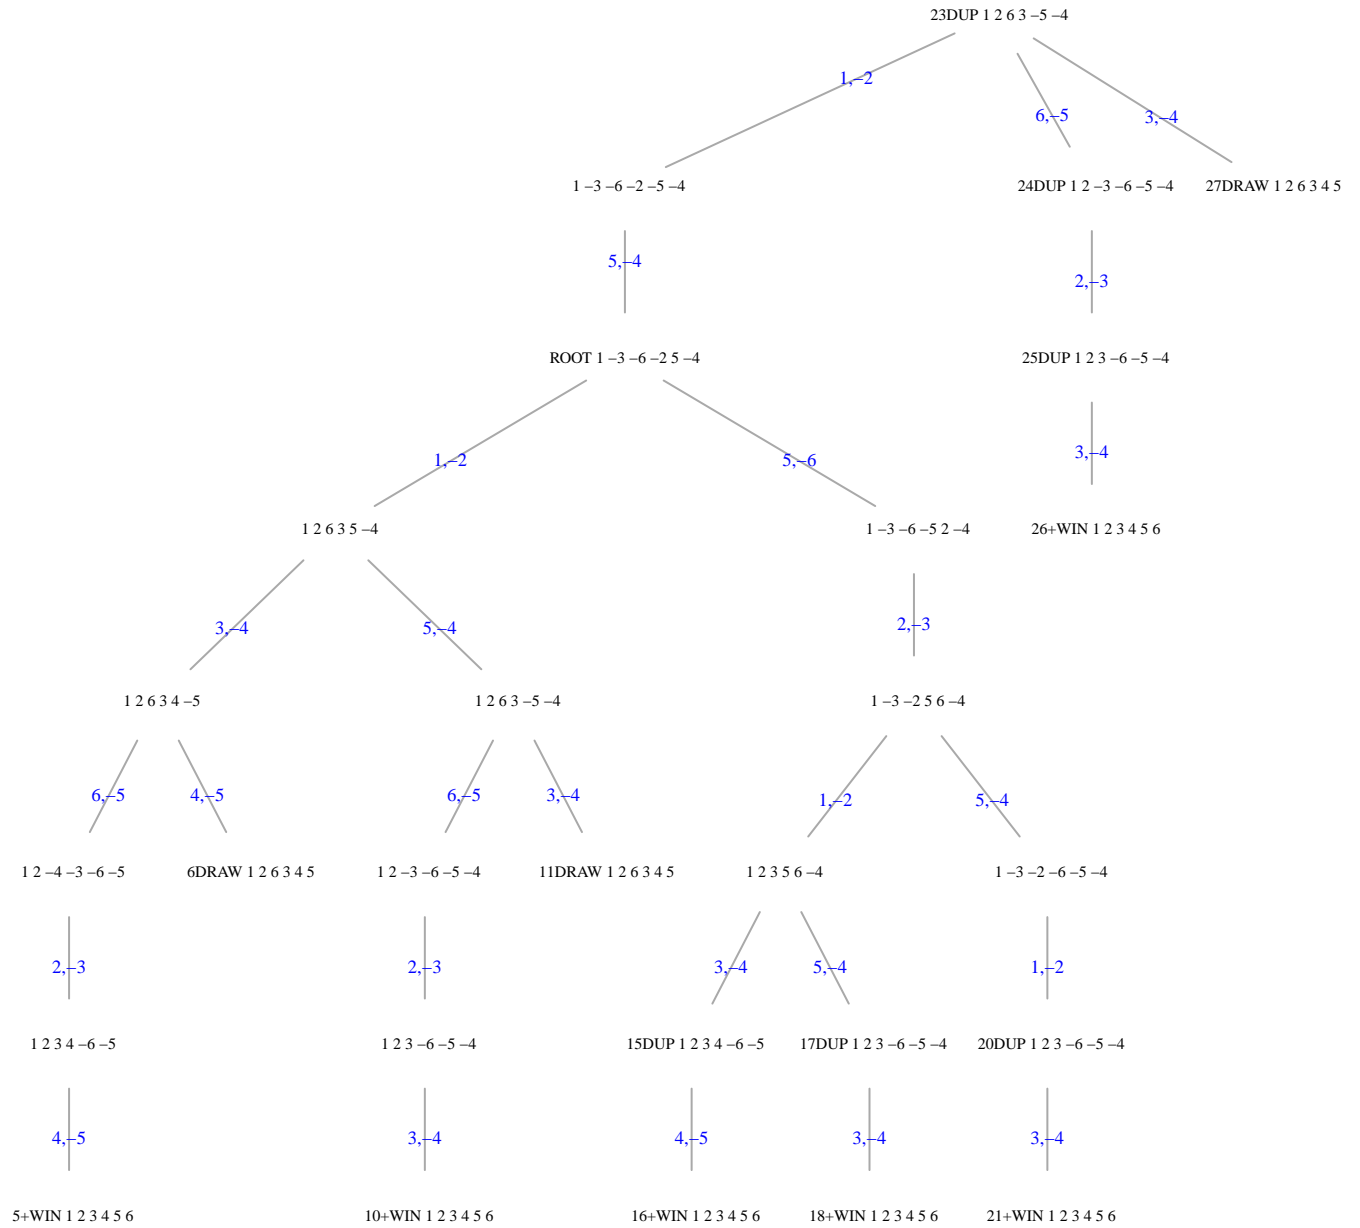 23DUP 1 2 6 3 –5 –4
1,–2
6,–5
3,–4
1 –3 –6 –2 –5 –4
24DUP 1 2 –3 –6 –5 –4
27DRAW 1 2 6 3 4 5
5,–4
2,–3
ROOT 1 –3 –6 –2 5 –4
25DUP 1 2 3 –6 –5 –4
1,–2
5,–6
3,–4
1 2 6 3 5 –4
1 –3 –6 –5 2 –4
26+WIN 1 2 3 4 5 6
3,–4
5,–4
2,–3
1 2 6 3 4 –5
1 2 6 3 –5 –4
1 –3 –2 5 6 –4
6,–5
4,–5
6,–5
3,–4
1,–2
5,–4
1 2 –4 –3 –6 –5
6DRAW 1 2 6 3 4 5
1 2 –3 –6 –5 –4
11DRAW 1 2 6 3 4 5
1 2 3 5 6 –4
1 –3 –2 –6 –5 –4
2,–3
2,–3
3,–4
5,–4
1,–2
1 2 3 4 –6 –5
1 2 3 –6 –5 –4
15DUP 1 2 3 4 –6 –5
17DUP 1 2 3 –6 –5 –4
20DUP 1 2 3 –6 –5 –4
4,–5
3,–4
4,–5
3,–4
3,–4
5+WIN 1 2 3 4 5 6
10+WIN 1 2 3 4 5 6
16+WIN 1 2 3 4 5 6
18+WIN 1 2 3 4 5 6
21+WIN 1 2 3 4 5 6